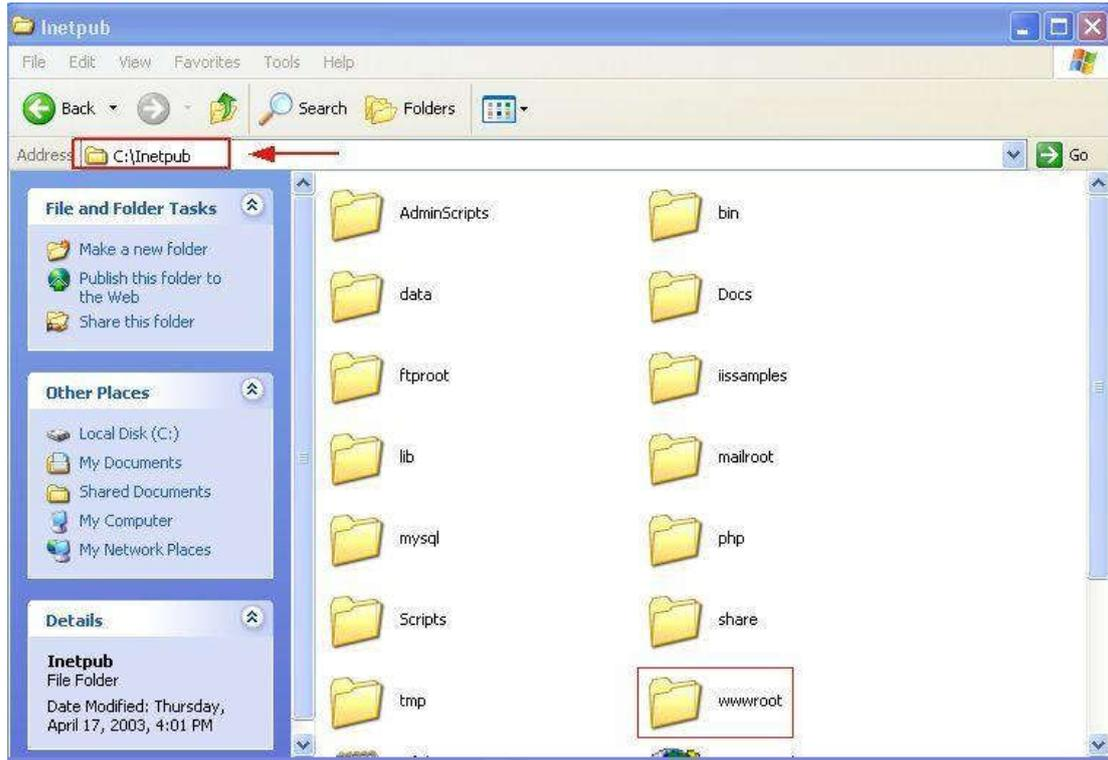 Inetpub
File Edit View Favorites Tools Help
Back Search Folders
Address C:\Inetpub Go
File and Folder Tasks
Make a new folder
Publish this folder to
the Web
Share this folder
Other Places
Local Disk (C:)
My Documents
Shared Documents
My Computer
My Network Places
Details
Inetpub
File Folder
Date Modified: Thursday,
April 17, 2003, 4:01 PM
AdminScripts bin
data Docs
ftproot iissamples
lib mailroot
mysql php
Scripts share
tmp wwwroot